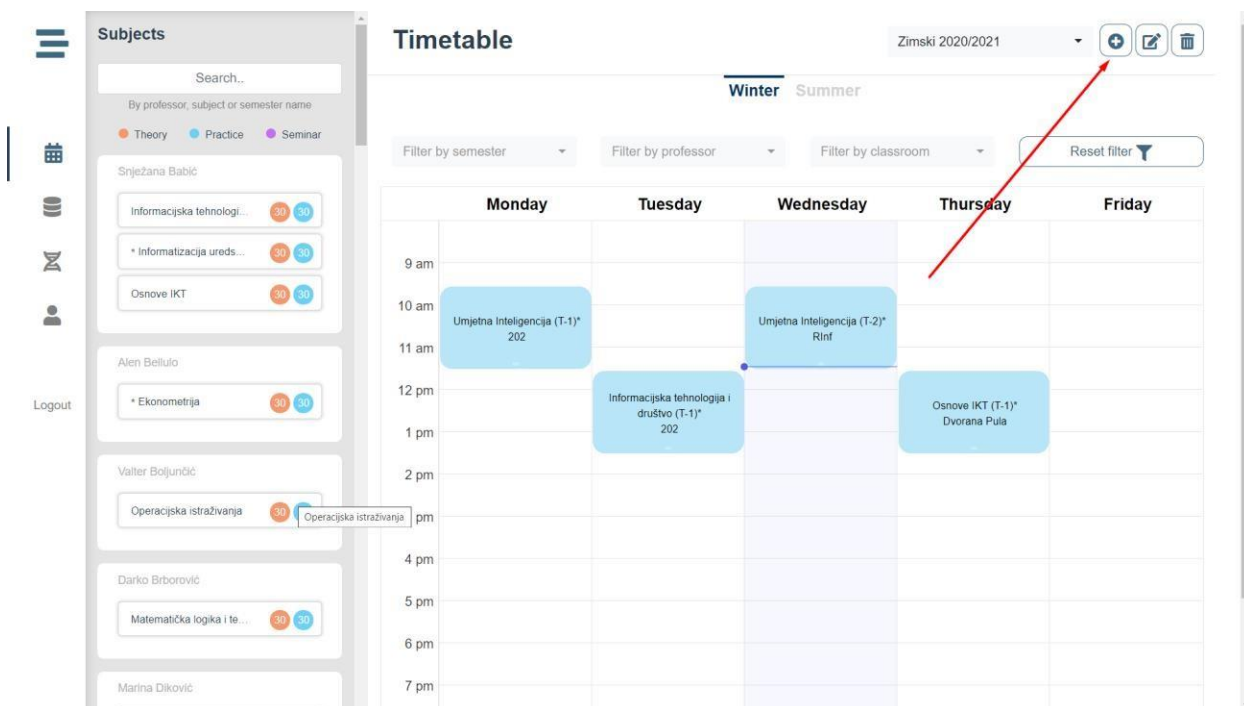 Subjects
Search..
By professor, subject or semester name
Theory Practice Seminar
Snježana Babić
Informacijska tehnologi... 30 30
* Informatizacija ureds... 30 30
Osnove IKT 30 30
Alen Bellulo
* Ekonometrija 30 30
Valter Boljunčić
Operacijska istraživanja 30
Operacijska istraživanja
Darko Brborović
Matematička logika i te... 30 30
Marina Diković
Logout
Timetable
Zimski 2020/2021
Winter Summer
Filter by semester Filter by professor Filter by classroom Reset filter
Monday Tuesday Wednesday Thursday Friday
9 am
10 am
Umjetna Inteligencija (T-1)*
202
Umjetna Inteligencija (T-2)*
RInf
11 am
12 pm
Informacijska tehnologija i
društvo (T-1)*
202
Osnove IKT (T-1)*
Dvorana Pula
1 pm
2 pm
pm
4 pm
5 pm
6 pm
7 pm